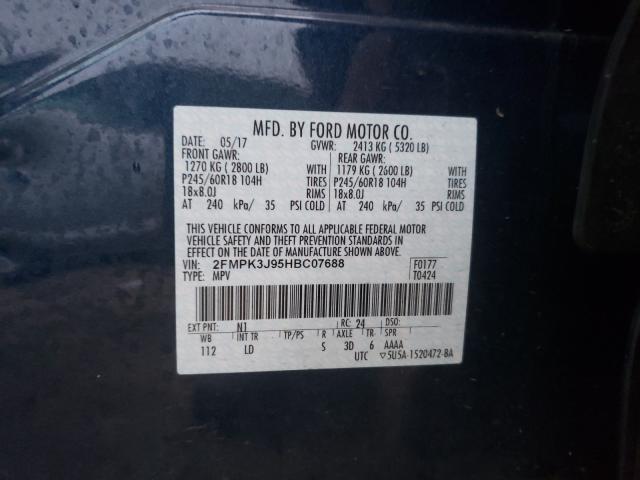 MFD. BY FORD MOTOR CO.
DATE: 05/17 GVWR: 2413 KG ( 5320 LB)
FRONT GAWR: REAR GAWR:
1270 KG ( 2800 LB) WITH 1179 KG ( 2600 LB) WITH
P245/60R18 104H TIRES P245/60R18 104H TIRES
18x8.0J RIMS 18x8.0J RIMS
AT 240 kPa/ 35 PSI COLD AT 240 kPa/ 35 PSI COLD
THIS VEHICLE CONFORMS TO ALL APPLICABLE FEDERAL MOTOR
VEHICLE SAFETY AND THEFT PREVENTION STANDARDS IN
EFFECT ON THE DATE OF MANUFACTURE SHOWN ABOVE.
VIN: 2FMPK3J95HBC07688 F0177
TYPE: MPV T0424
EXT PNT: N1 RC: 24 DSO:
WB INT TR TP/PS R AXLE TR SPR
112 LD S 3D 6 AAAA
UTC ▽5U5A-1520472-BA